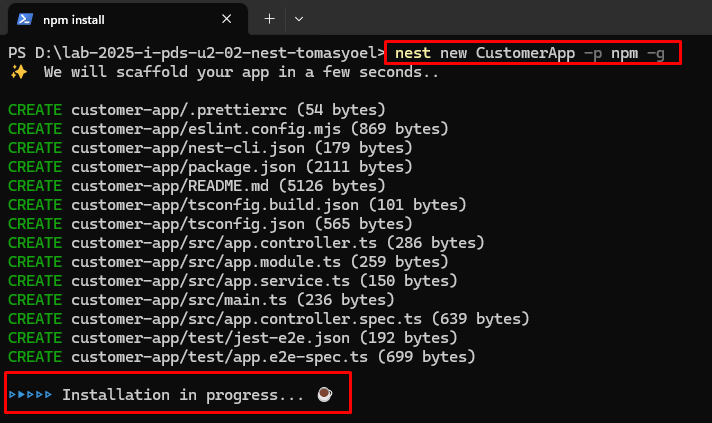 npm install
PS D:\lab-2025-i-pds-u2-02-nest-tomasyoel> nest new CustomerApp -p npm -g
✨ We will scaffold your app in a few seconds..
CREATE customer-app/.prettierrc (54 bytes)
CREATE customer-app/eslint.config.mjs (869 bytes)
CREATE customer-app/nest-cli.json (179 bytes)
CREATE customer-app/package.json (2111 bytes)
CREATE customer-app/README.md (5126 bytes)
CREATE customer-app/tsconfig.build.json (101 bytes)
CREATE customer-app/tsconfig.json (565 bytes)
CREATE customer-app/src/app.controller.ts (286 bytes)
CREATE customer-app/src/app.module.ts (259 bytes)
CREATE customer-app/src/app.service.ts (150 bytes)
CREATE customer-app/src/main.ts (236 bytes)
CREATE customer-app/src/app.controller.spec.ts (639 bytes)
CREATE customer-app/test/jest-e2e.json (192 bytes)
CREATE customer-app/test/app.e2e-spec.ts (699 bytes)
▹▸▹▹▹ Installation in progress... ☕